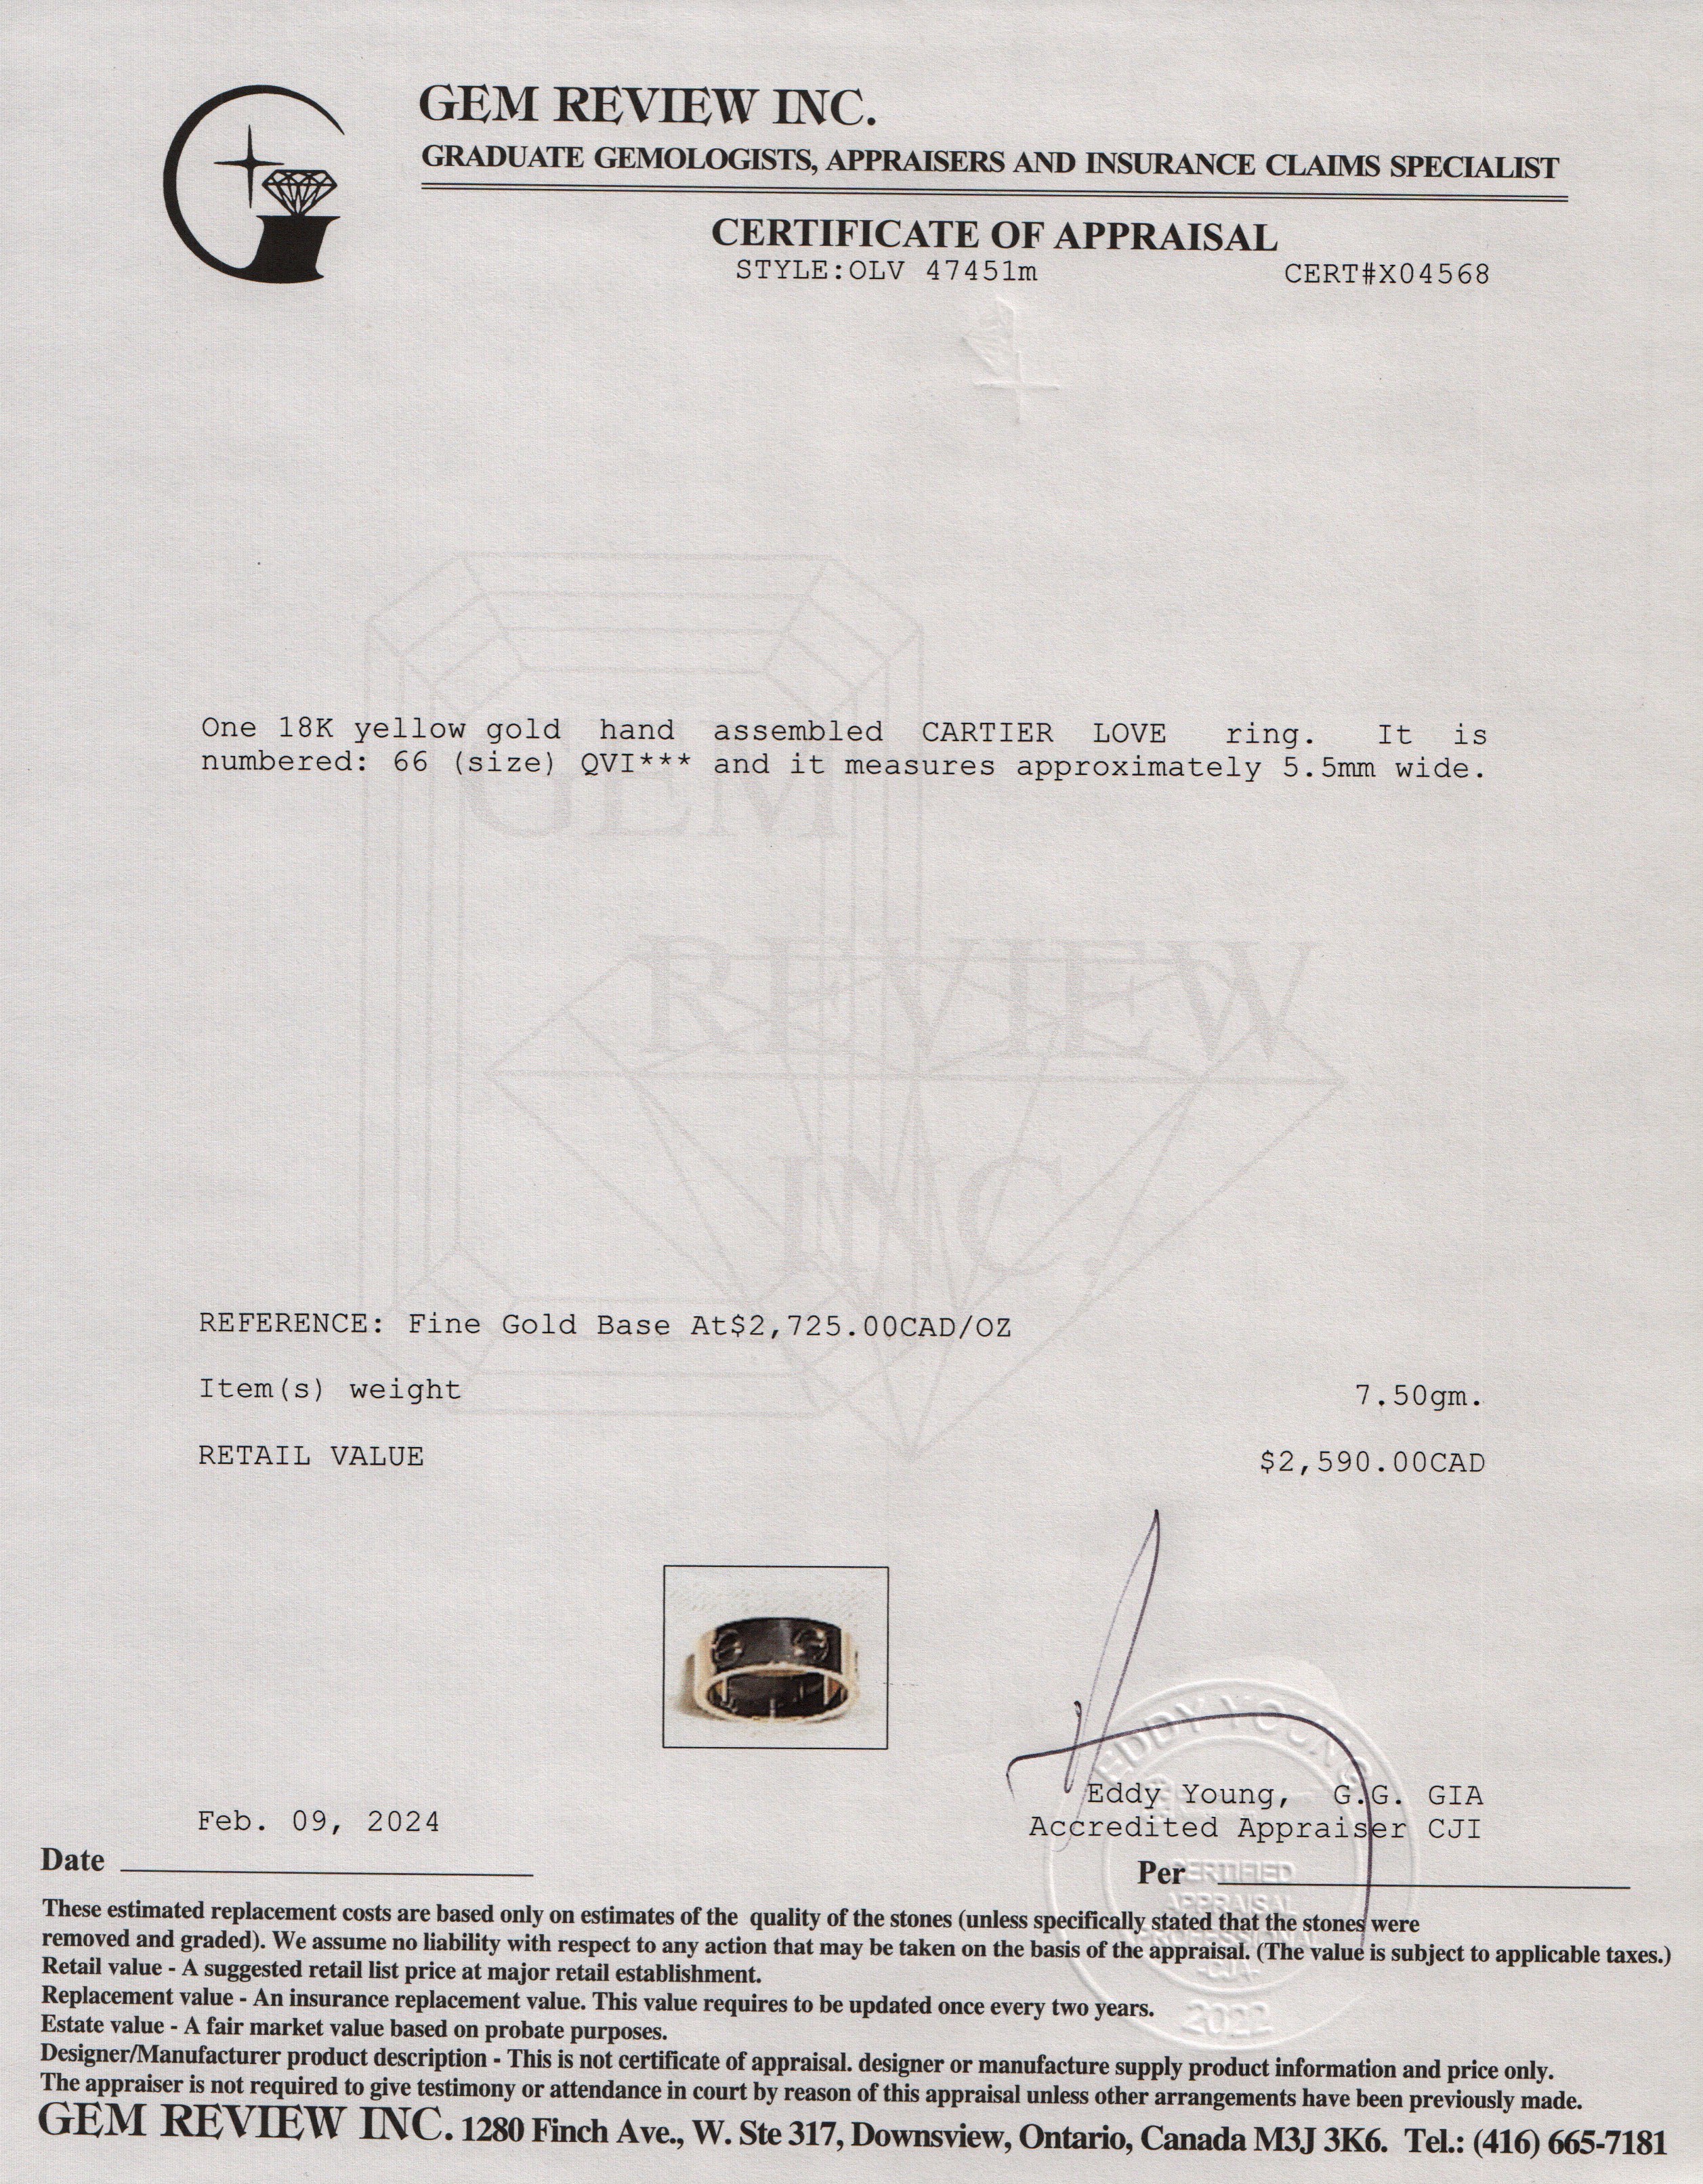 GEM REVIEW INC.
GRADUATE GEMOLOGISTS, APPRAISERS AND INSURANCE CLAIMS SPECIALIST
CERTIFICATE OF APPRAISAL
STYLE:OLV 47451m
CERT#X04568
One 18K yellow gold hand assembled CARTIER LOVE ring. It is
numbered: 66 (size) QVI*** and it measures approximately 5.5mm wide.
GEM
REVIEW
INC.
REFERENCE: Fine Gold Base At$2,725.00CAD/OZ
Item(s) weight 7.50gm.
RETAIL VALUE $2,590.00CAD
EDDY YOUNG
Eddy Young, G.G. GIA
Feb. 09, 2024
Accredited Appraiser CJI
Date
Per
CERTIFIED
APPRAISAL
PROFESSIONAL
2022
These estimated replacement costs are based only on estimates of the quality of the stones (unless specifically stated that the stones were
removed and graded). We assume no liability with respect to any action that may be taken on the basis of the appraisal. (The value is subject to applicable taxes.)
Retail value - A suggested retail list price at major retail establishment.
Replacement value - An insurance replacement value. This value requires to be updated once every two years.
Estate value - A fair market value based on probate purposes.
Designer/Manufacturer product description - This is not certificate of appraisal. designer or manufacture supply product information and price only.
The appraiser is not required to give testimony or attendance in court by reason of this appraisal unless other arrangements have been previously made.
GEM REVIEW INC. 1280 Finch Ave., W. Ste 317, Downsview, Ontario, Canada M3J 3K6. Tel.: (416) 665-7181